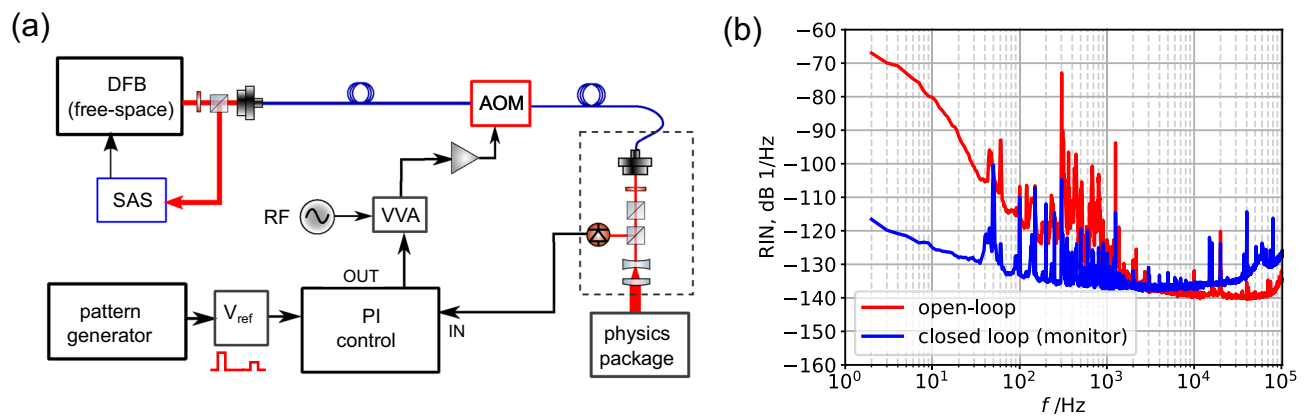 (a)
DFB
(free-space)
AOM
SAS
RF
VVA
OUT
pattern
generator
V_ref
PI
control
IN
physics
package
(b)
RIN, dB 1/Hz
−60
−70
−80
−90
−100
−110
−120
−130
−140
−150
−160
open-loop
closed loop (monitor)
10^0
10^1
10^2
10^3
10^4
10^5
f /Hz